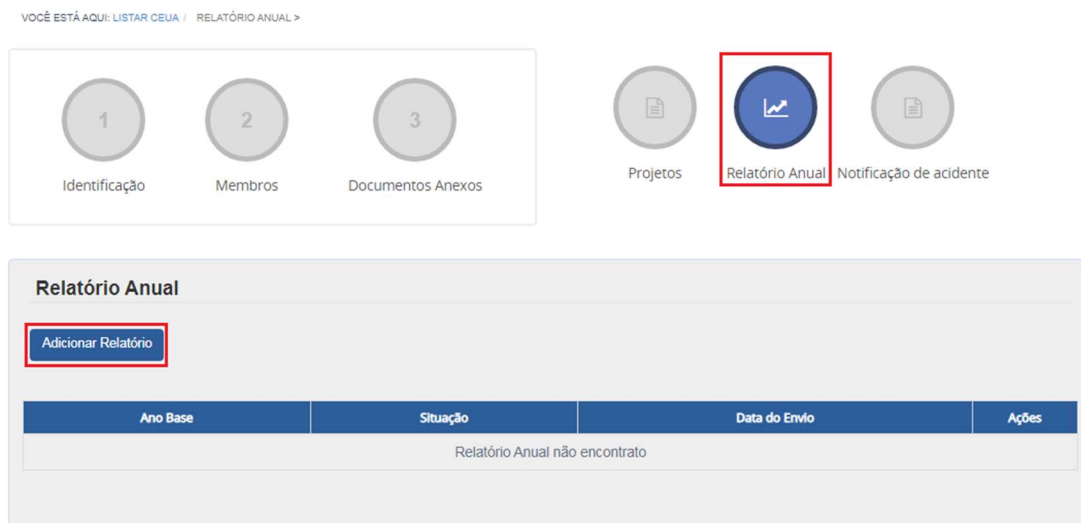 VOCÊ ESTÁ AQUI: LISTAR CEUA / RELATÓRIO ANUAL >
1
2
3
Identificação
Membros
Documentos Anexos
Projetos
Relatório Anual
Notificação de acidente
Relatório Anual
Adicionar Relatório
Ano Base
Situação
Data do Envio
Ações
Relatório Anual não encontrato